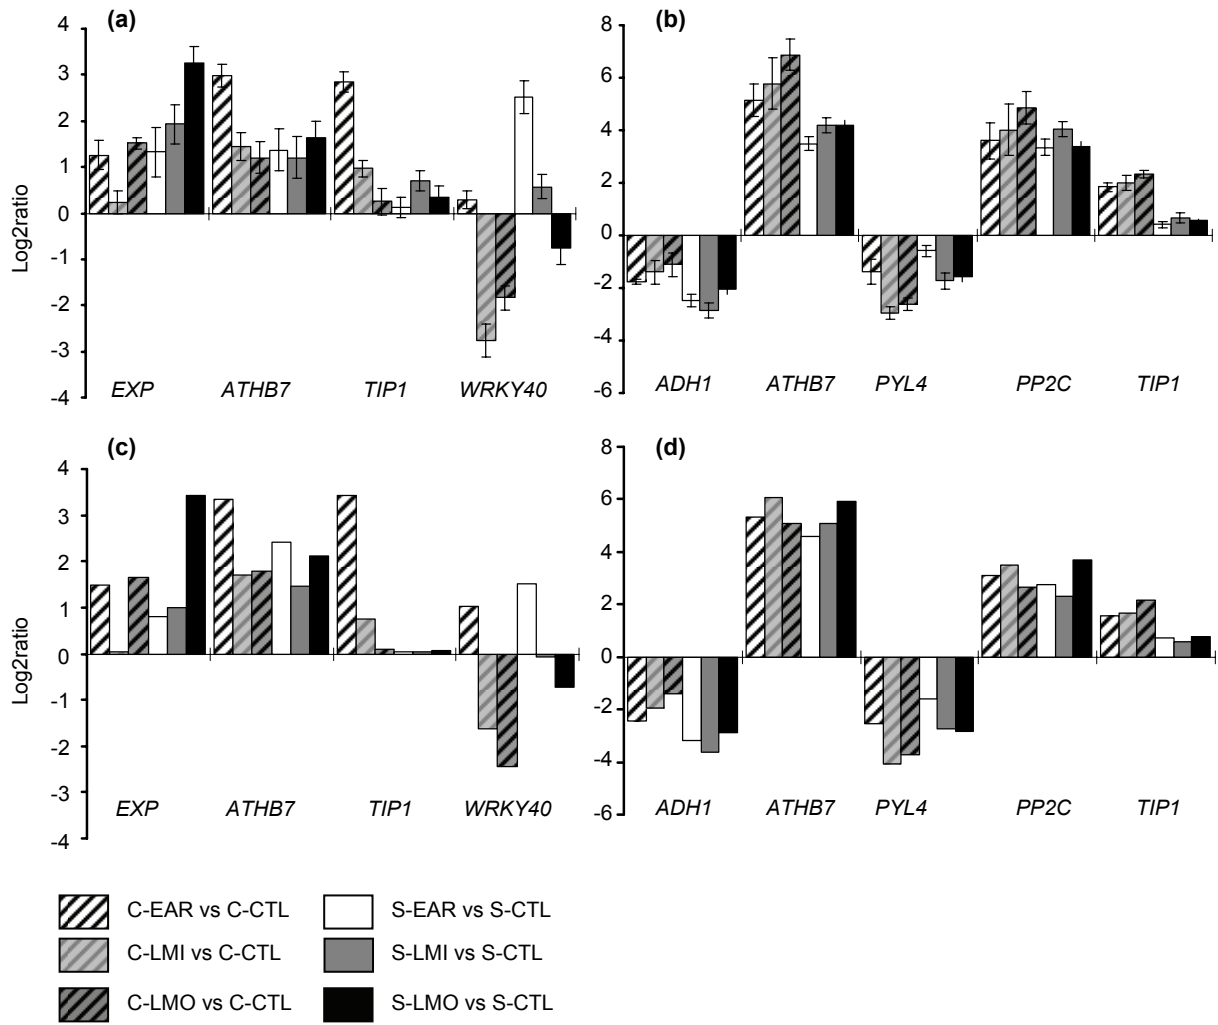 (a)
4
3
2
1
0
-1
-2
-3
-4
Log2ratio
EXP ATHB7 TIP1 WRKY40
(b)
8
6
4
2
0
-2
-4
-6
ADH1 ATHB7 PYL4 PP2C TIP1
(c)
4
3
2
1
0
-1
-2
-3
-4
Log2ratio
EXP ATHB7 TIP1 WRKY40
(d)
8
6
4
2
0
-2
-4
-6
ADH1 ATHB7 PYL4 PP2C TIP1
C-EAR vs C-CTL S-EAR vs S-CTL
C-LMI vs C-CTL S-LMI vs S-CTL
C-LMO vs C-CTL S-LMO vs S-CTL